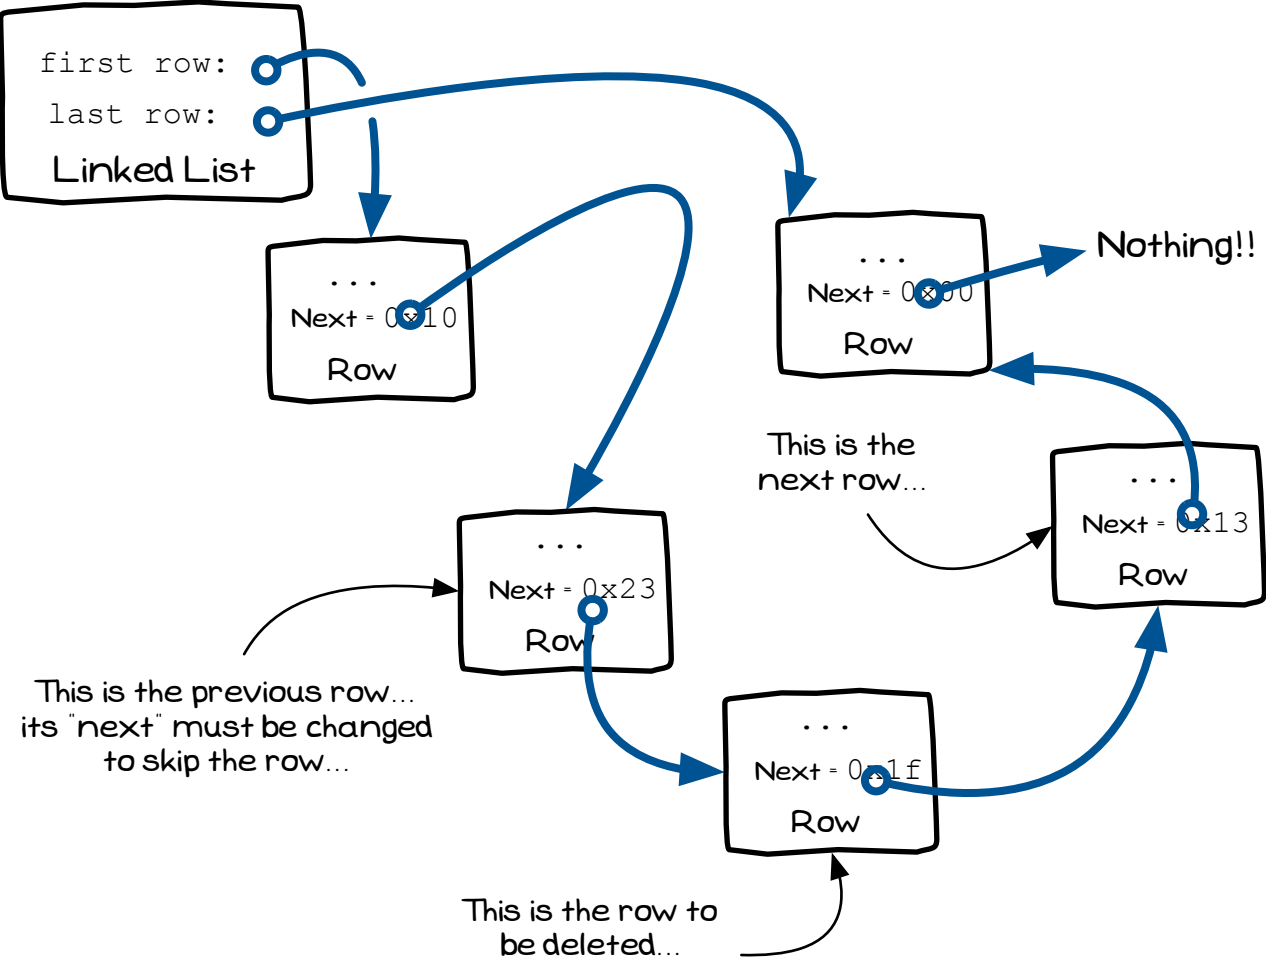 first row:
last row:
Linked List
...
Next = 0x10
Row
...
Next = 0x00
Row
Nothing!!
This is the
next row...
...
Next = 0x13
Row
...
Next = 0x23
Row
This is the previous row...
its "next" must be changed
to skip the row...
...
Next = 0x1f
Row
This is the row to
be deleted...